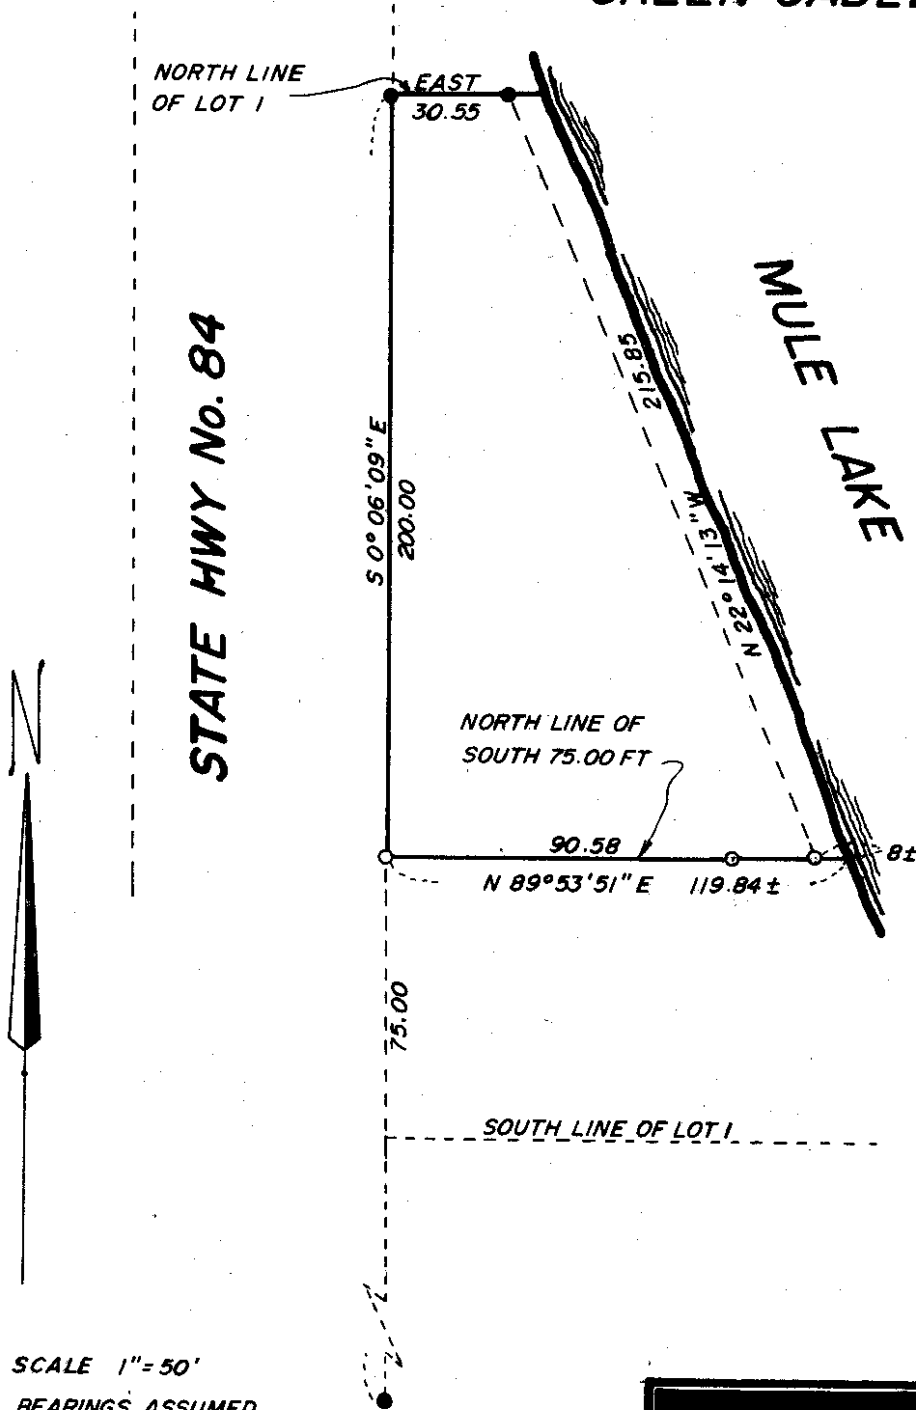 NORTH LINE
OF LOT 1
EAST
30.55
MULE LAKE
STATE HWY No. 84
S 0° 06' 09" E
200.00
215.85
N 22° 14' 13" W
N
NORTH LINE OF
SOUTH 75.00 FT
90.58
N 89° 53' 51" E 119.84 ±
8±
75.00
SOUTH LINE OF LOT 1
SCALE 1" = 50'
BEARINGS ASSUMED